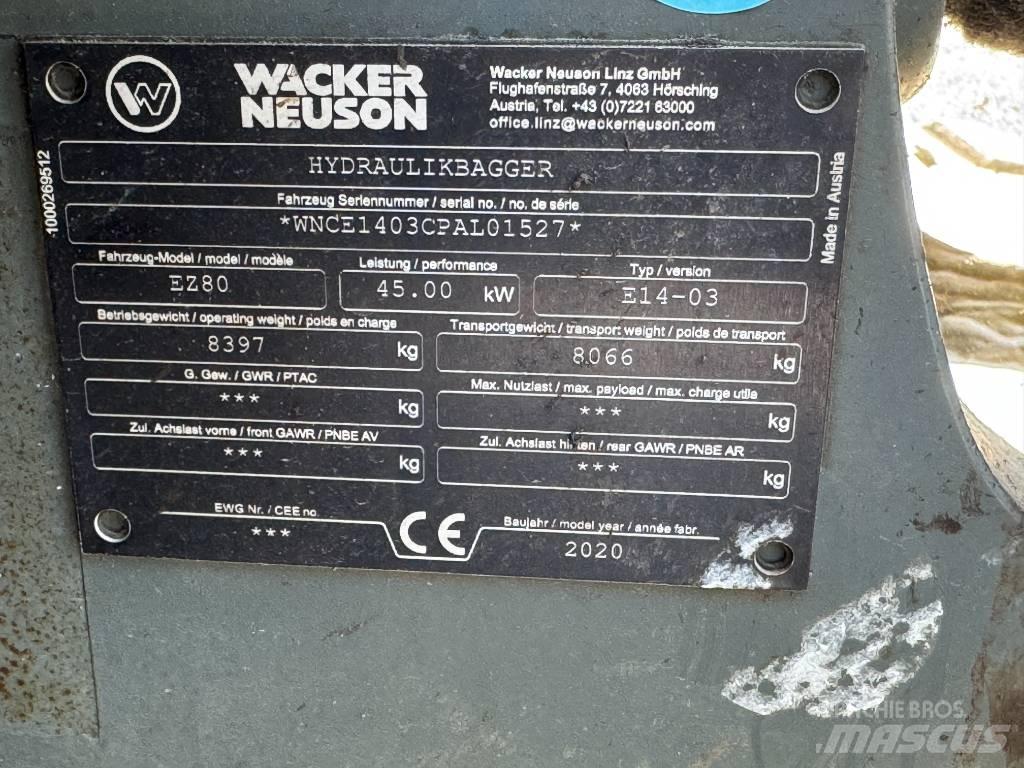 W
WACKER
NEUSON
Wacker Neuson Linz GmbH
Flughafenstraße 7, 4063 Hörsching
Austria, Tel. +43 (0)7221 63000
office.linz@wackerneuson.com
1000269512
Made in Austria
HYDRAULIKBAGGER
Fahrzeug Seriennummer / serial no. / no. de série
*WNCE1403CPAL01527*
Fahrzeug-Model / model / modèle
EZ80
Leistung / performance
45.00 kW
Typ / version
E14-03
Betriebsgewicht / operating weight / poids en charge
8397 kg
Transportgewicht / transport weight / poids de transport
8066 kg
G. Gew. / GWR / PTAC
*** kg
Max. Nutzlast / max. payload / max. charge utile
*** kg
Zul. Achslast vorne / front GAWR / PNBE AV
*** kg
Zul. Achslast hinten / rear GAWR / PNBE AR
*** kg
EWG Nr. / CEE no.
***
CE
Baujahr / model year / année fabr.
2020
RITCHIE BROS.
MASCUS